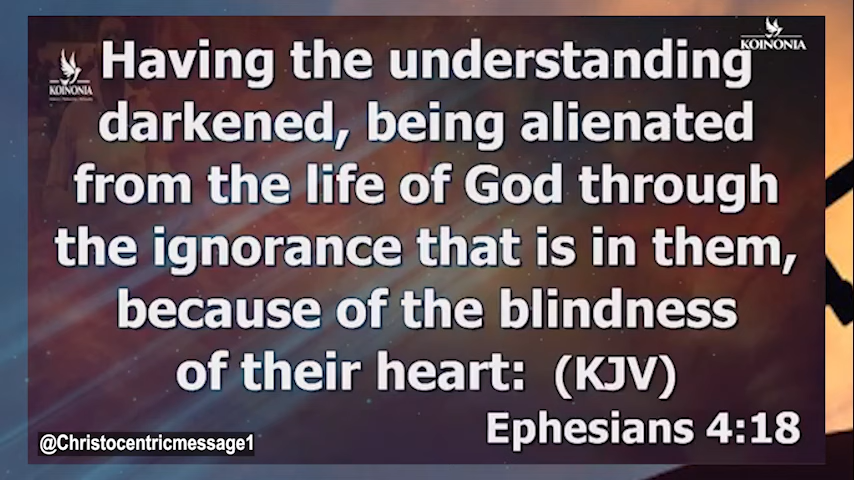 KOINONIA
KOINONIA
Having the understanding
darkened, being alienated
from the life of God through
the ignorance that is in them,
because of the blindness
of their heart: (KJV)
Ephesians 4:18
@Christocentricmessage1